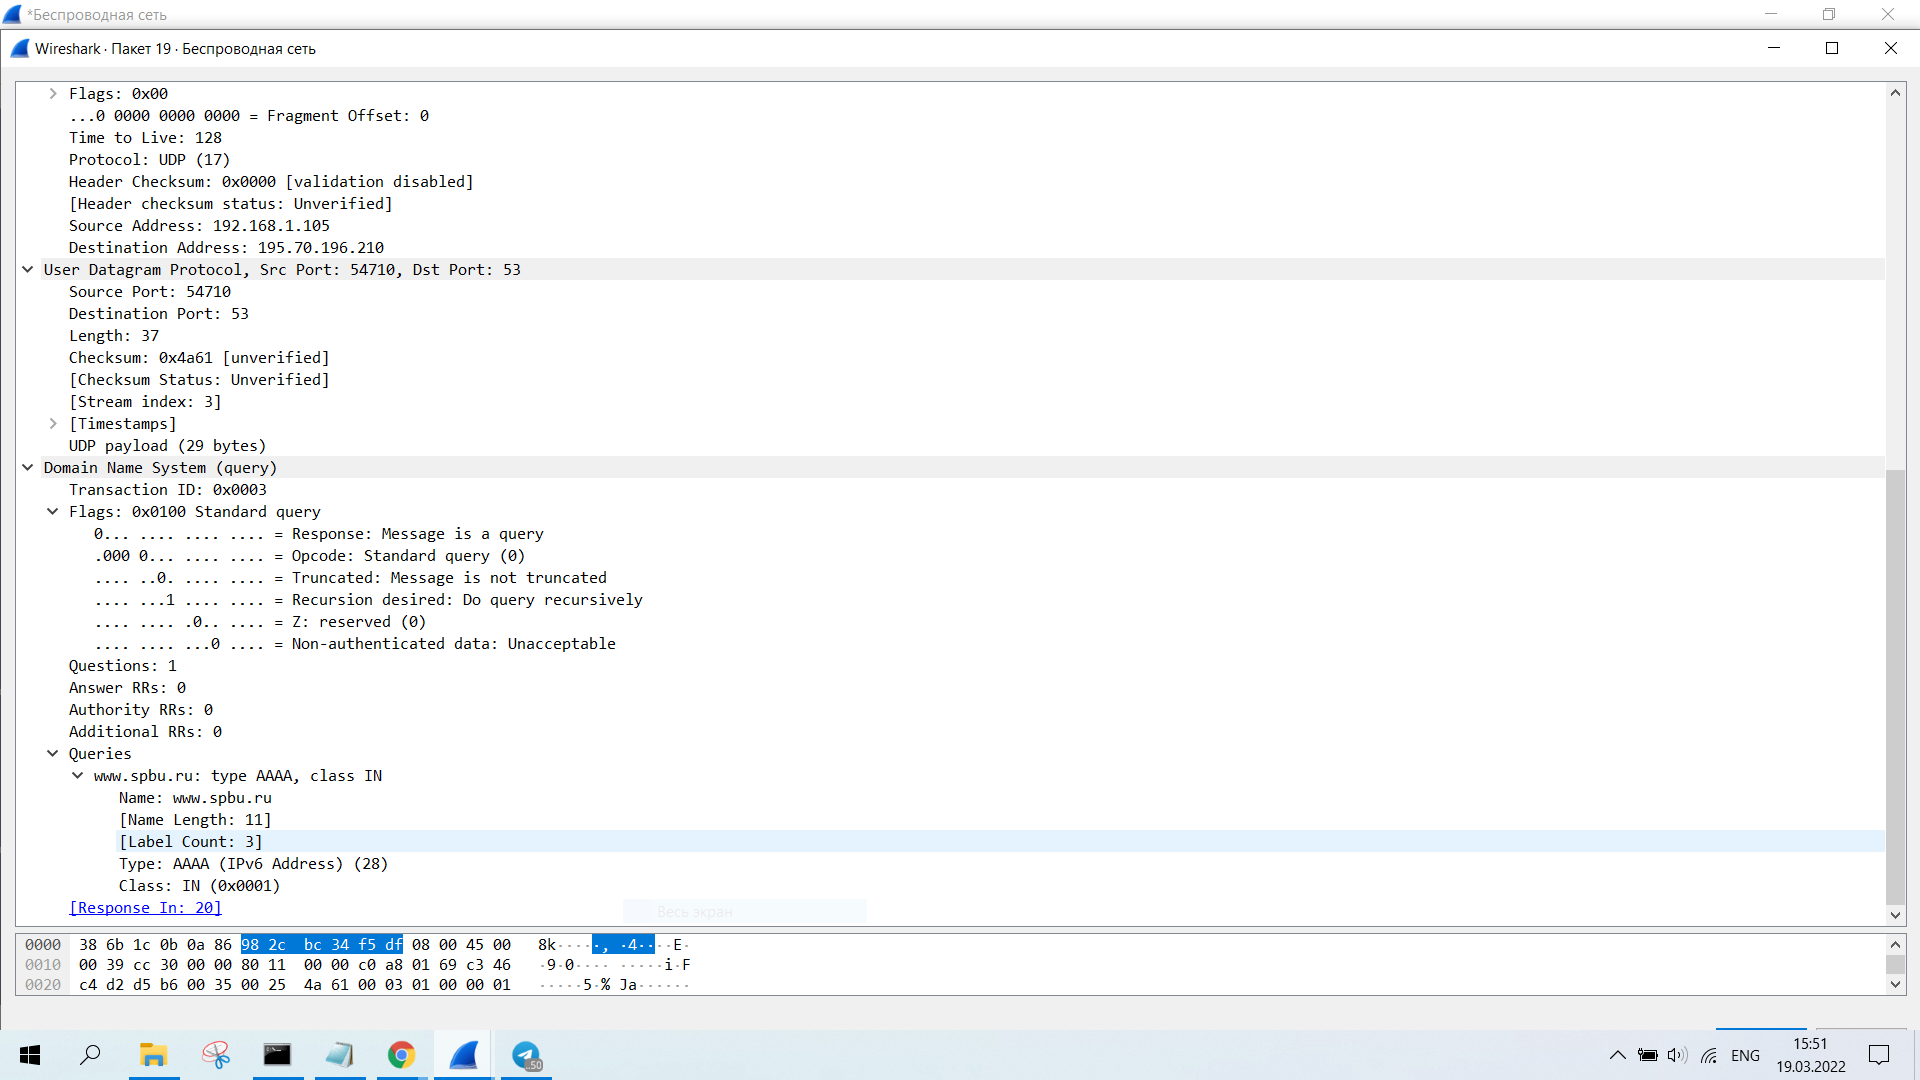 *Беспроводная сеть
Wireshark · Пакет 19 · Беспроводная сеть
Flags: 0x00
...0 0000 0000 0000 = Fragment Offset: 0
Time to Live: 128
Protocol: UDP (17)
Header Checksum: 0x0000 [validation disabled]
[Header checksum status: Unverified]
Source Address: 192.168.1.105
Destination Address: 195.70.196.210
User Datagram Protocol, Src Port: 54710, Dst Port: 53
Source Port: 54710
Destination Port: 53
Length: 37
Checksum: 0x4a61 [unverified]
[Checksum Status: Unverified]
[Stream index: 3]
[Timestamps]
UDP payload (29 bytes)
Domain Name System (query)
Transaction ID: 0x0003
Flags: 0x0100 Standard query
0... .... .... .... = Response: Message is a query
.000 0... .... .... = Opcode: Standard query (0)
.... ..0. .... .... = Truncated: Message is not truncated
.... ...1 .... .... = Recursion desired: Do query recursively
.... .... .0.. .... = Z: reserved (0)
.... .... ...0 .... = Non-authenticated data: Unacceptable
Questions: 1
Answer RRs: 0
Authority RRs: 0
Additional RRs: 0
Queries
www.spbu.ru: type AAAA, class IN
Name: www.spbu.ru
[Name Length: 11]
[Label Count: 3]
Type: AAAA (IPv6 Address) (28)
Class: IN (0x0001)
[Response In: 20]
Весь экран
0000 38 6b 1c 0b 0a 86 98 2c bc 34 f5 df 08 00 45 00 8k·····, ·4····E·
0010 00 39 cc 30 00 00 80 11 00 00 c0 a8 01 69 c3 46 ·9·0···· ·····i·F
0020 c4 d2 d5 b6 00 35 00 25 4a 61 00 03 01 00 00 01 ·····5·% Ja······
50
ENG
15:51
19.03.2022